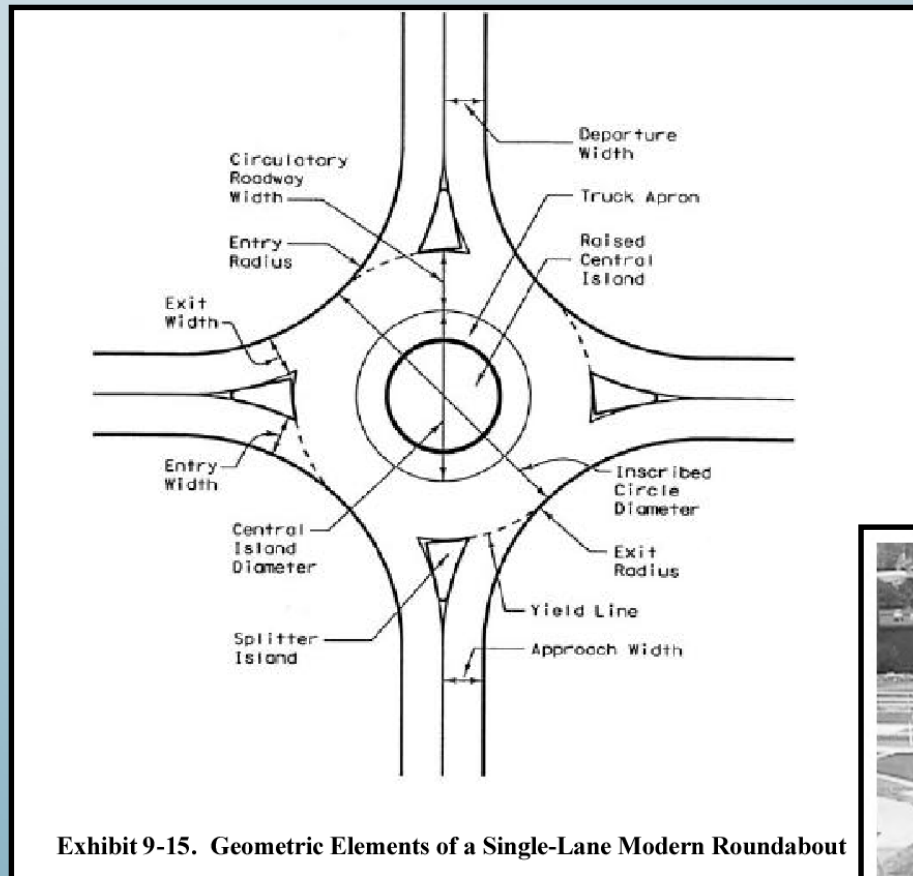 Departure
Width
Circulatory
Roadway
Width
Truck Apron
Entry
Radius
Raised
Central
Island
Exit
Width
Entry
Width
Inscribed
Circle
Diameter
Central
Island
Diameter
Exit
Radius
Yield Line
Splitter
Island
Approach Width
Exhibit 9-15. Geometric Elements of a Single-Lane Modern Roundabout